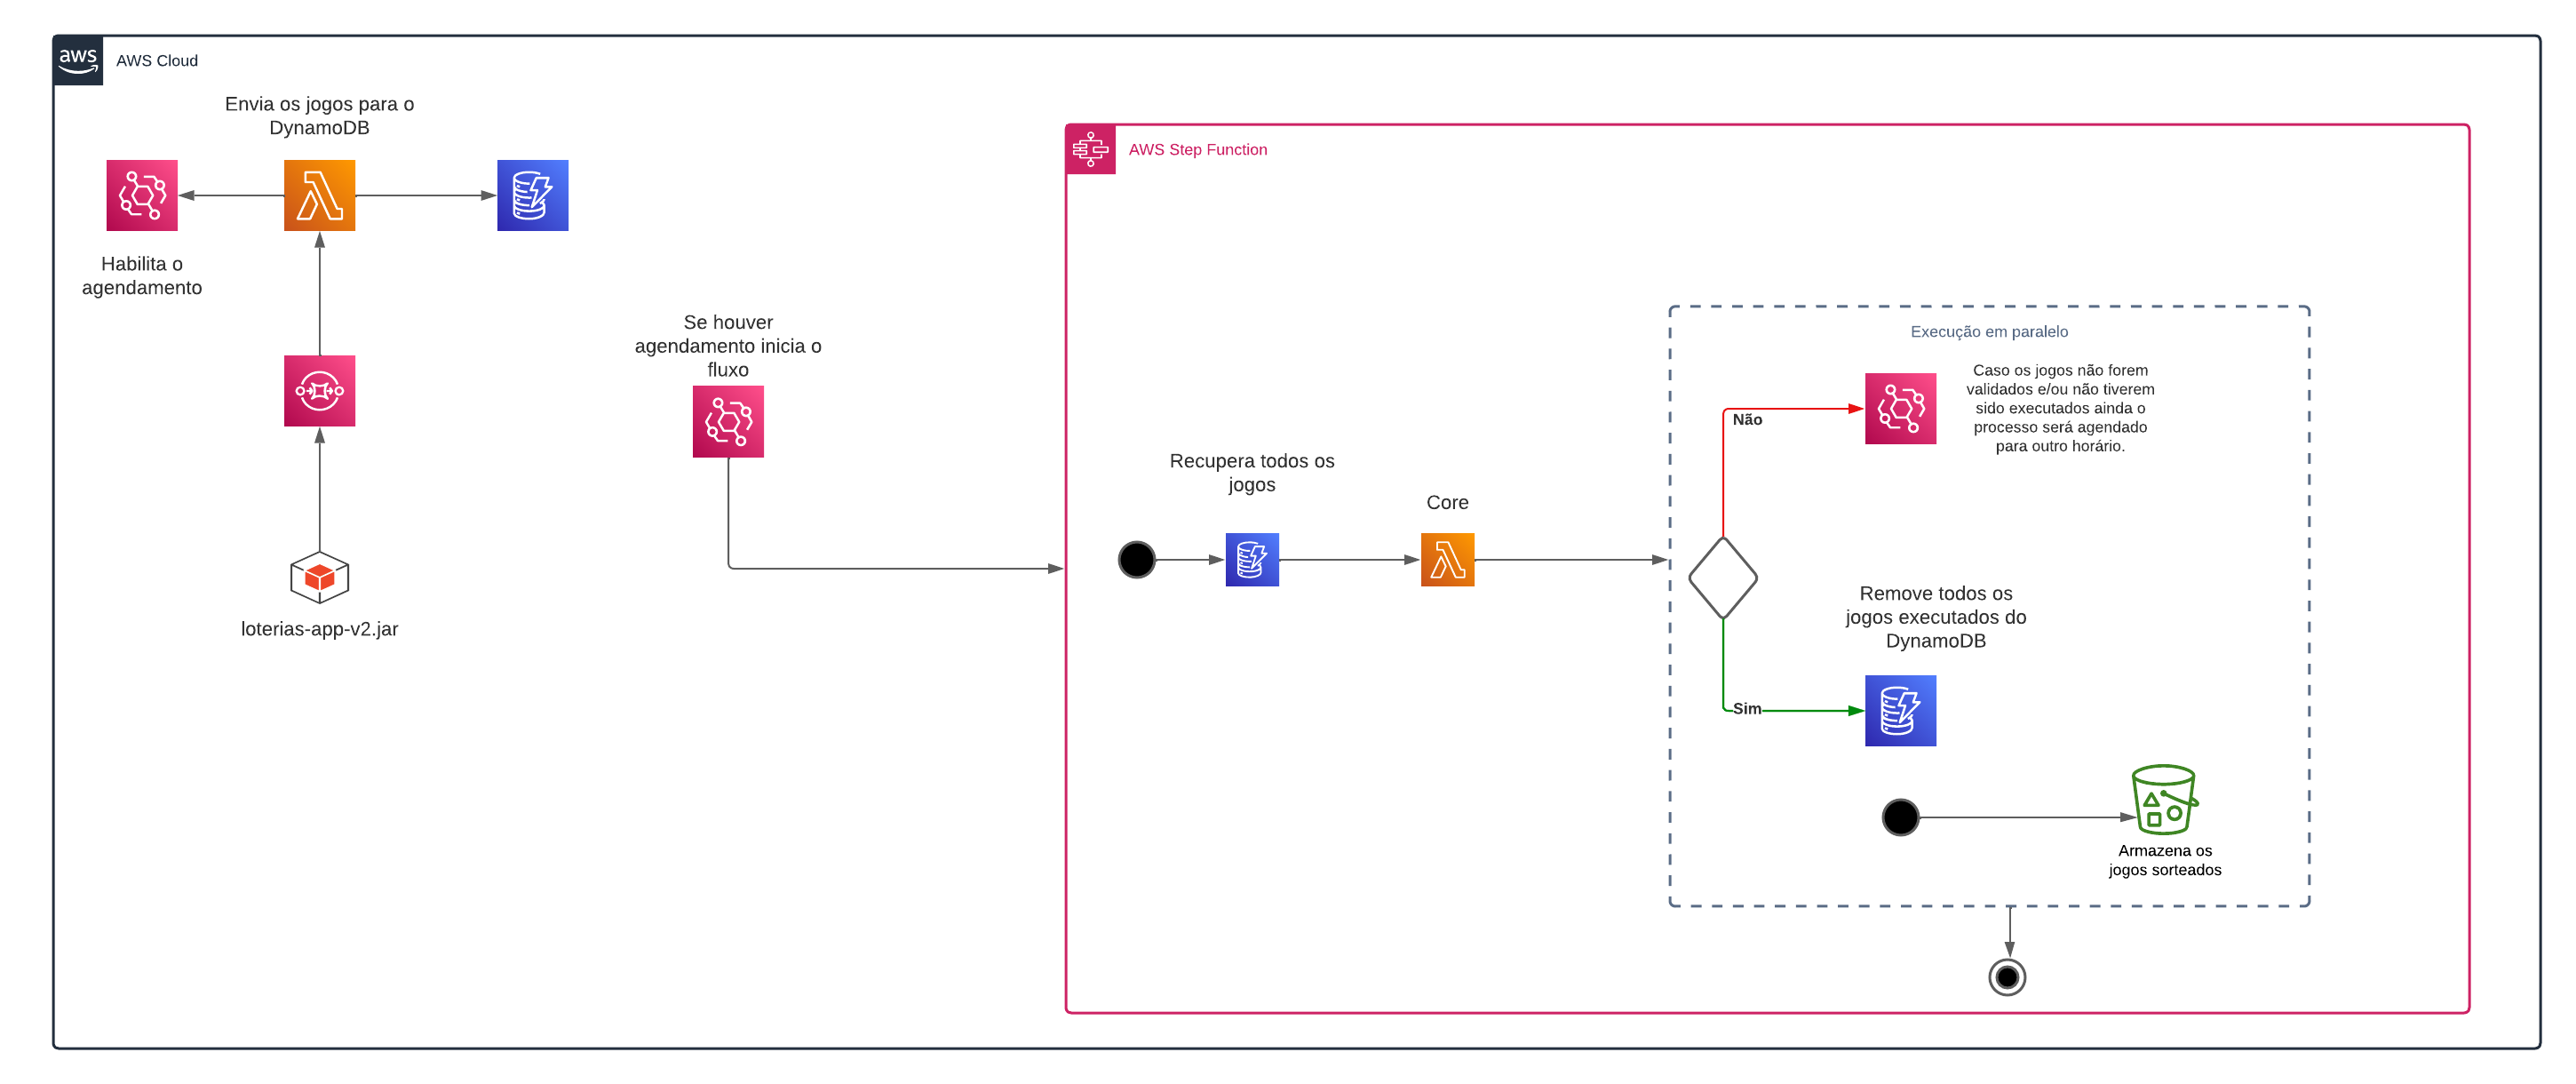 aws
AWS Cloud
Envia os jogos para o
DynamoDB
Habilita o
agendamento
loterias-app-v2.jar
Se houver
agendamento inicia o
fluxo
AWS Step Function
Recupera todos os
jogos
Core
Execução em paralelo
Não
Caso os jogos não forem
validados e/ou não tiverem
sido executados ainda o
processo será agendado
para outro horário.
Remove todos os
jogos executados do
DynamoDB
Sim
Armazena os
jogos sorteados